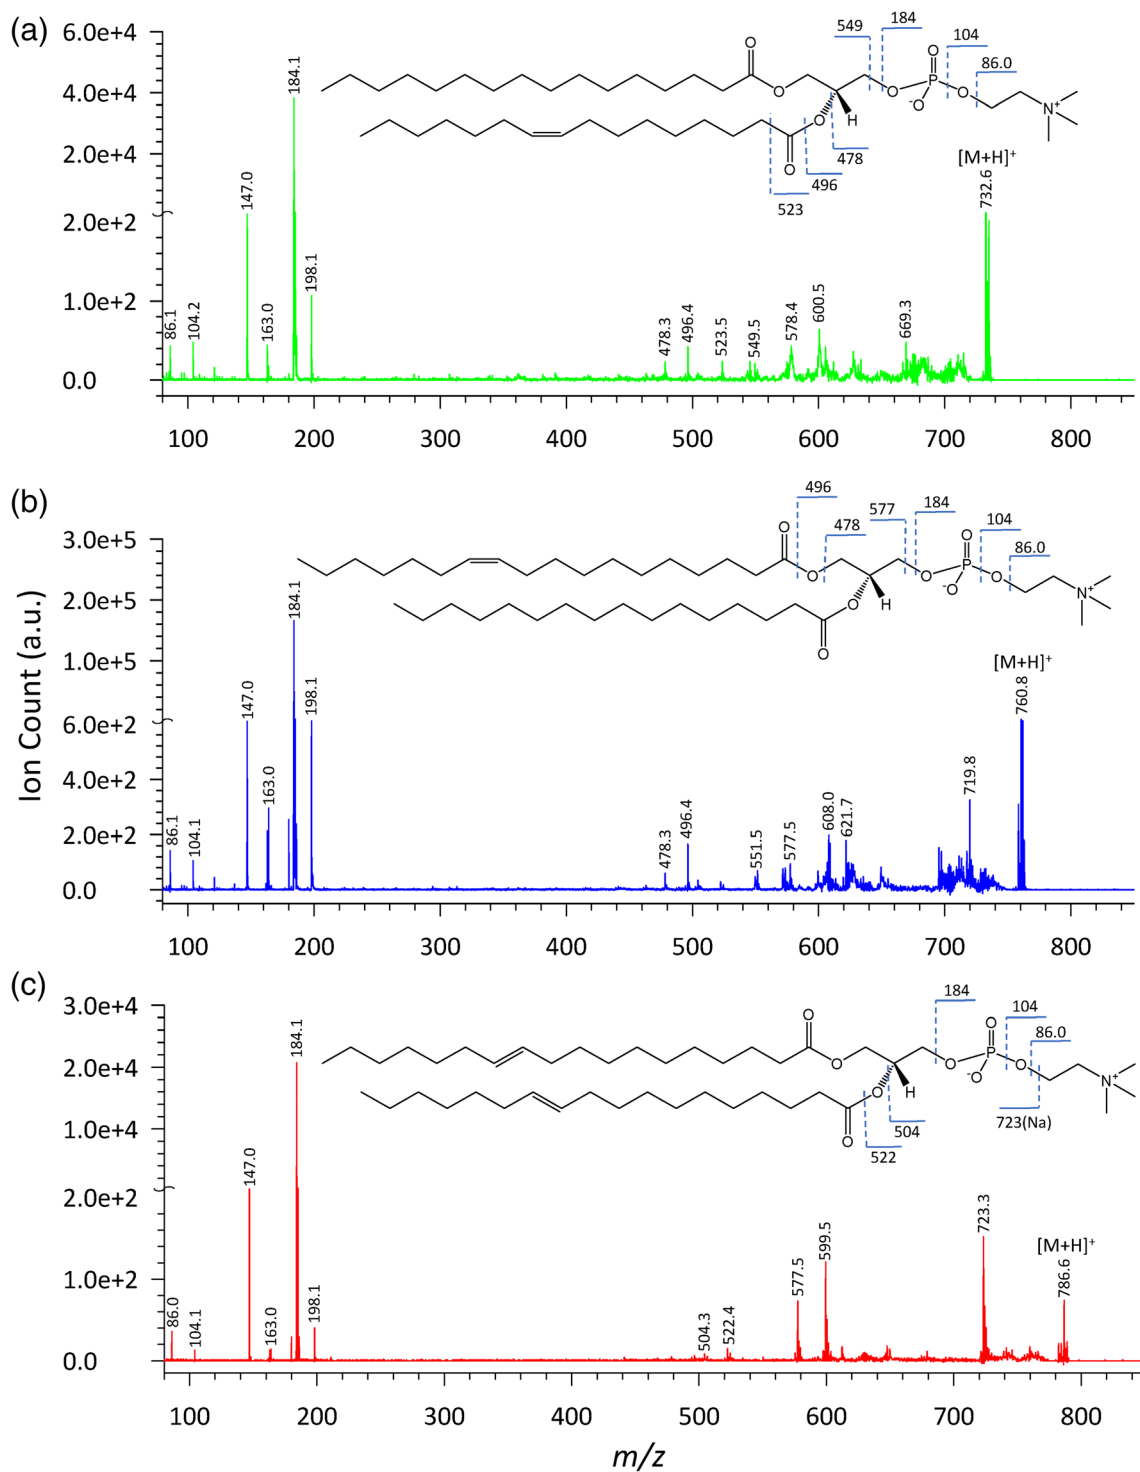 (a)
6.0e+4
4.0e+4
2.0e+4
2.0e+2
1.0e+2
0.0
86.1
104.2
147.0
163.0
184.1
198.1
478.3
496.4
523.5
549.5
578.4
600.5
669.3
[M+H]+
732.6
549
184
104
86.0
478
496
523
O
O
O
O
O
P
O
-O
O
N+
H
100 200 300 400 500 600 700 800
(b)
3.0e+5
2.0e+5
1.0e+5
6.0e+2
4.0e+2
2.0e+2
0.0
86.1
104.1
147.0
163.0
184.1
198.1
478.3
496.4
551.5
577.5
608.0
621.7
719.8
[M+H]+
760.8
496
478
577
184
104
86.0
O
O
O
O
O
P
O
-O
O
N+
H
100 200 300 400 500 600 700 800
Ion Count (a.u.)
(c)
3.0e+4
2.0e+4
1.0e+4
2.0e+2
1.0e+2
0.0
86.0
104.1
147.0
163.0
184.1
198.1
504.3
522.4
577.5
599.5
723.3
[M+H]+
786.6
184
104
86.0
723(Na)
504
522
O
O
O
O
O
P
O
-O
O
N+
H
100 200 300 400 500 600 700 800
m/z